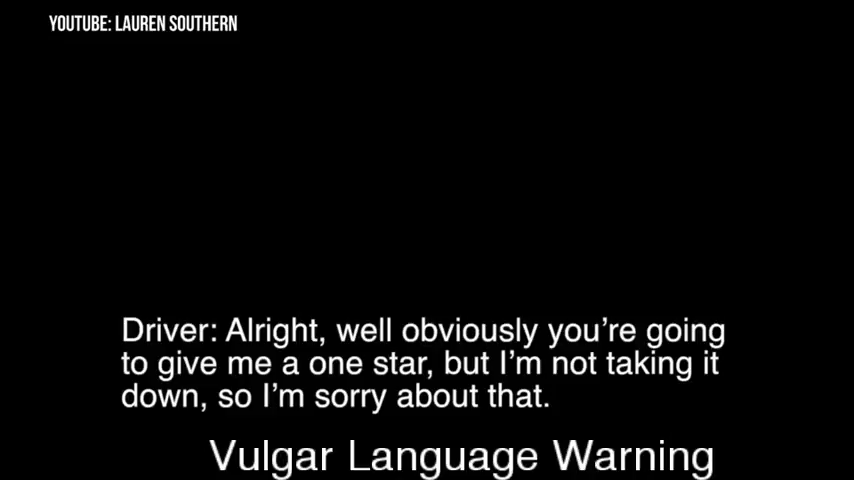 YOUTUBE: LAUREN SOUTHERN
Driver: Alright, well obviously you're going
to give me a one star, but I'm not taking it
down, so I'm sorry about that.
Vulgar Language Warning